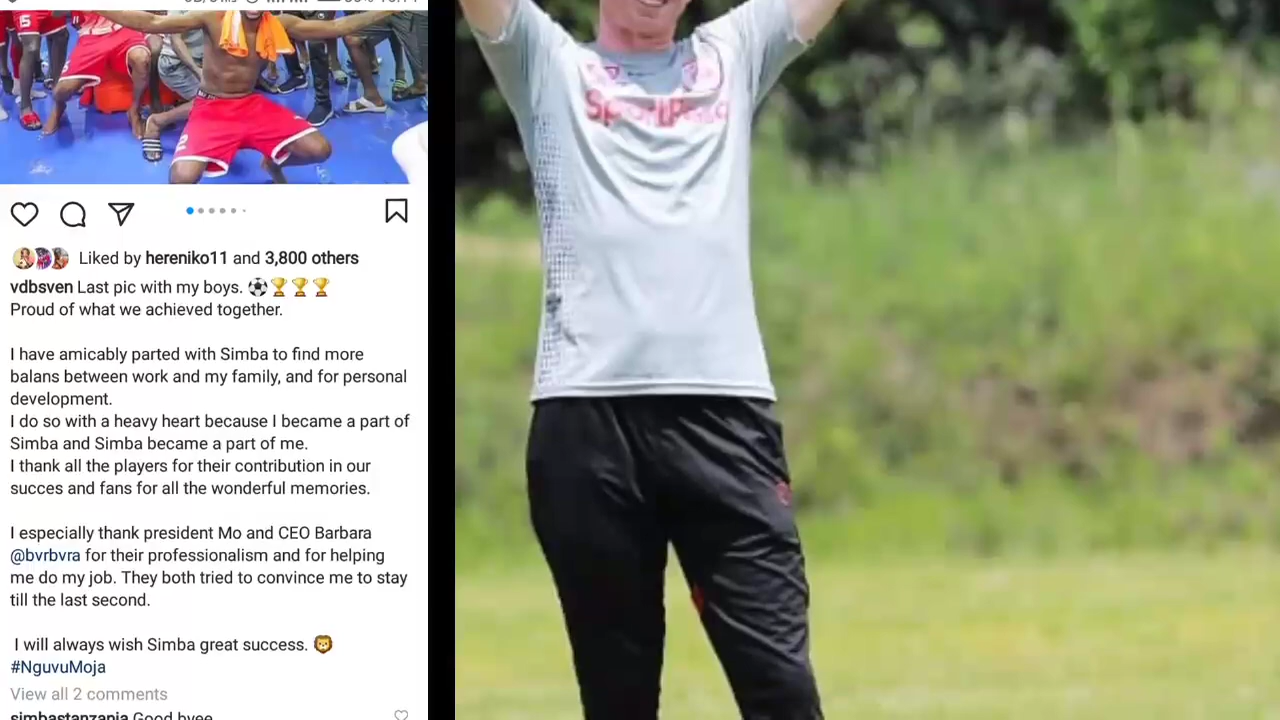 Liked by hereniko11 and 3,800 others
vdbsven Last pic with my boys. ⚽🏆🏆🏆
Proud of what we achieved together.
I have amicably parted with Simba to find more
balans between work and my family, and for personal
development.
I do so with a heavy heart because I became a part of
Simba and Simba became a part of me.
I thank all the players for their contribution in our
succes and fans for all the wonderful memories.
I especially thank president Mo and CEO Barbara
@bvrbvra for their professionalism and for helping
me do my job. They both tried to convince me to stay
till the last second.
I will always wish Simba great success. 🦁
#NguvuMoja
View all 2 comments
simbastanzania Good byee
SportPesa